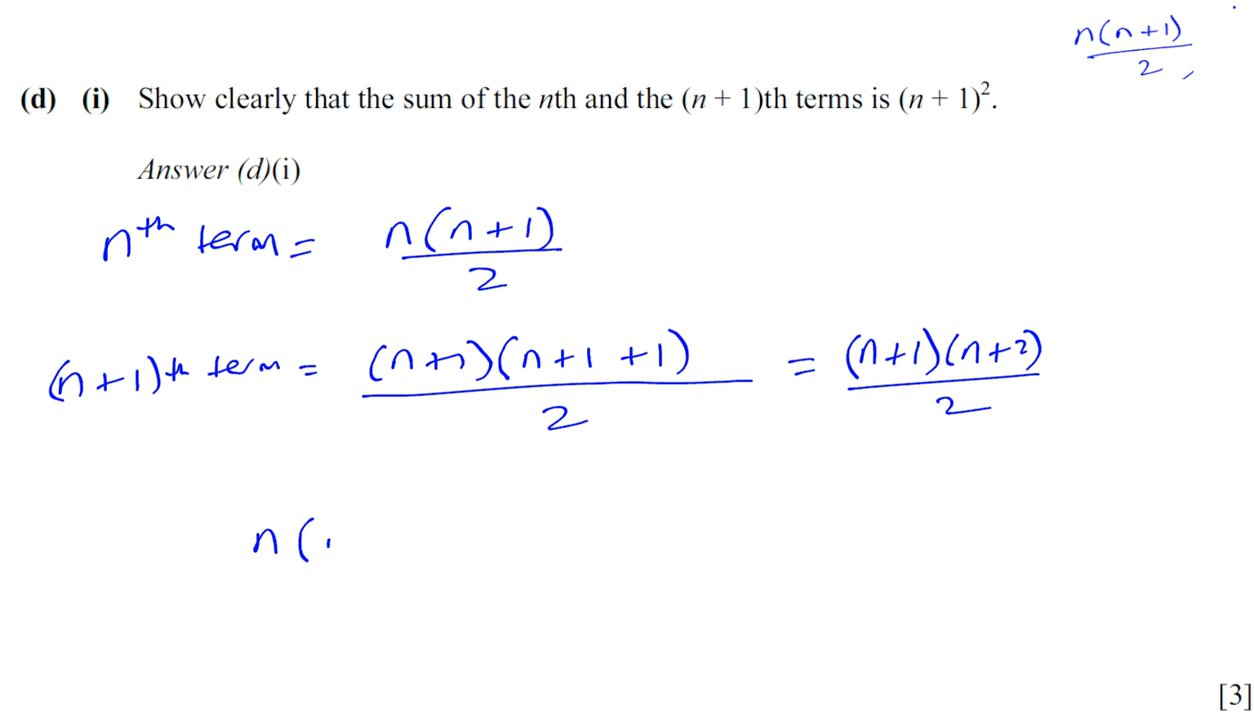 n(n+1)/2
(d) (i) Show clearly that the sum of the nth and the (n + 1)th terms is (n + 1)².
Answer (d)(i)
nᵗʰ term = n(n+1)/2
(n+1)th term = (n+1)(n+1+1)/2 = (n+1)(n+2)/2
n(
[3]